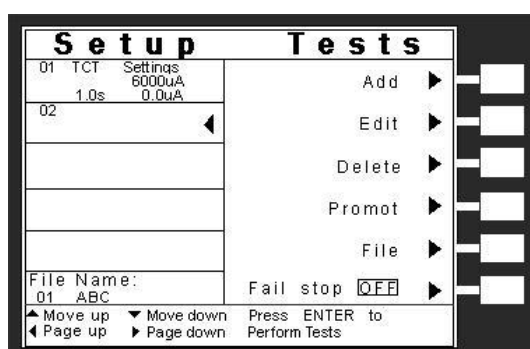 Setup Tests
01 TCT Settings
6000uA
1.0s 0.0uA
02
Add
Edit
Delete
Promot
File
Fail stop OFF
File Name:
01 ABC
Move up Move down
Page up Page down
Press ENTER to
Perform Tests